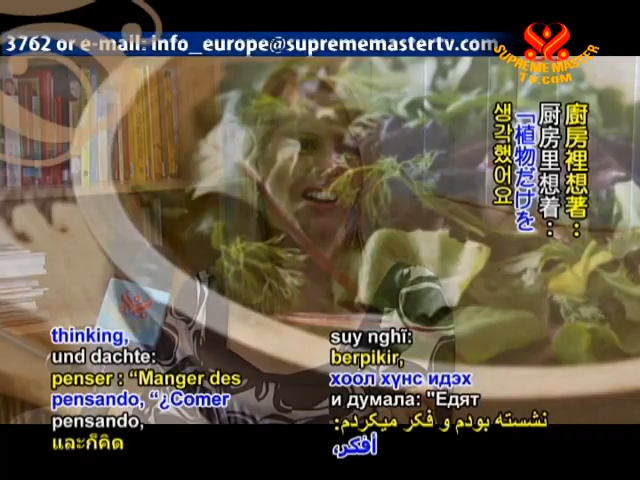 3762 or e-mail: info_europe@suprememastertv.com
SUPREME MASTER
TV.COM
廚房裡想著：
厨房里想着：
「植物だけを
생각했어요
thinking,
und dachte:
penser : “Manger des
pensando, “¿Comer
pensando,
และก็คิด
suy nghĩ:
berpikir,
хоол хүнс идэх
и думала: "Едят
نشسته بودم و فکر میکردم:
أفكر،